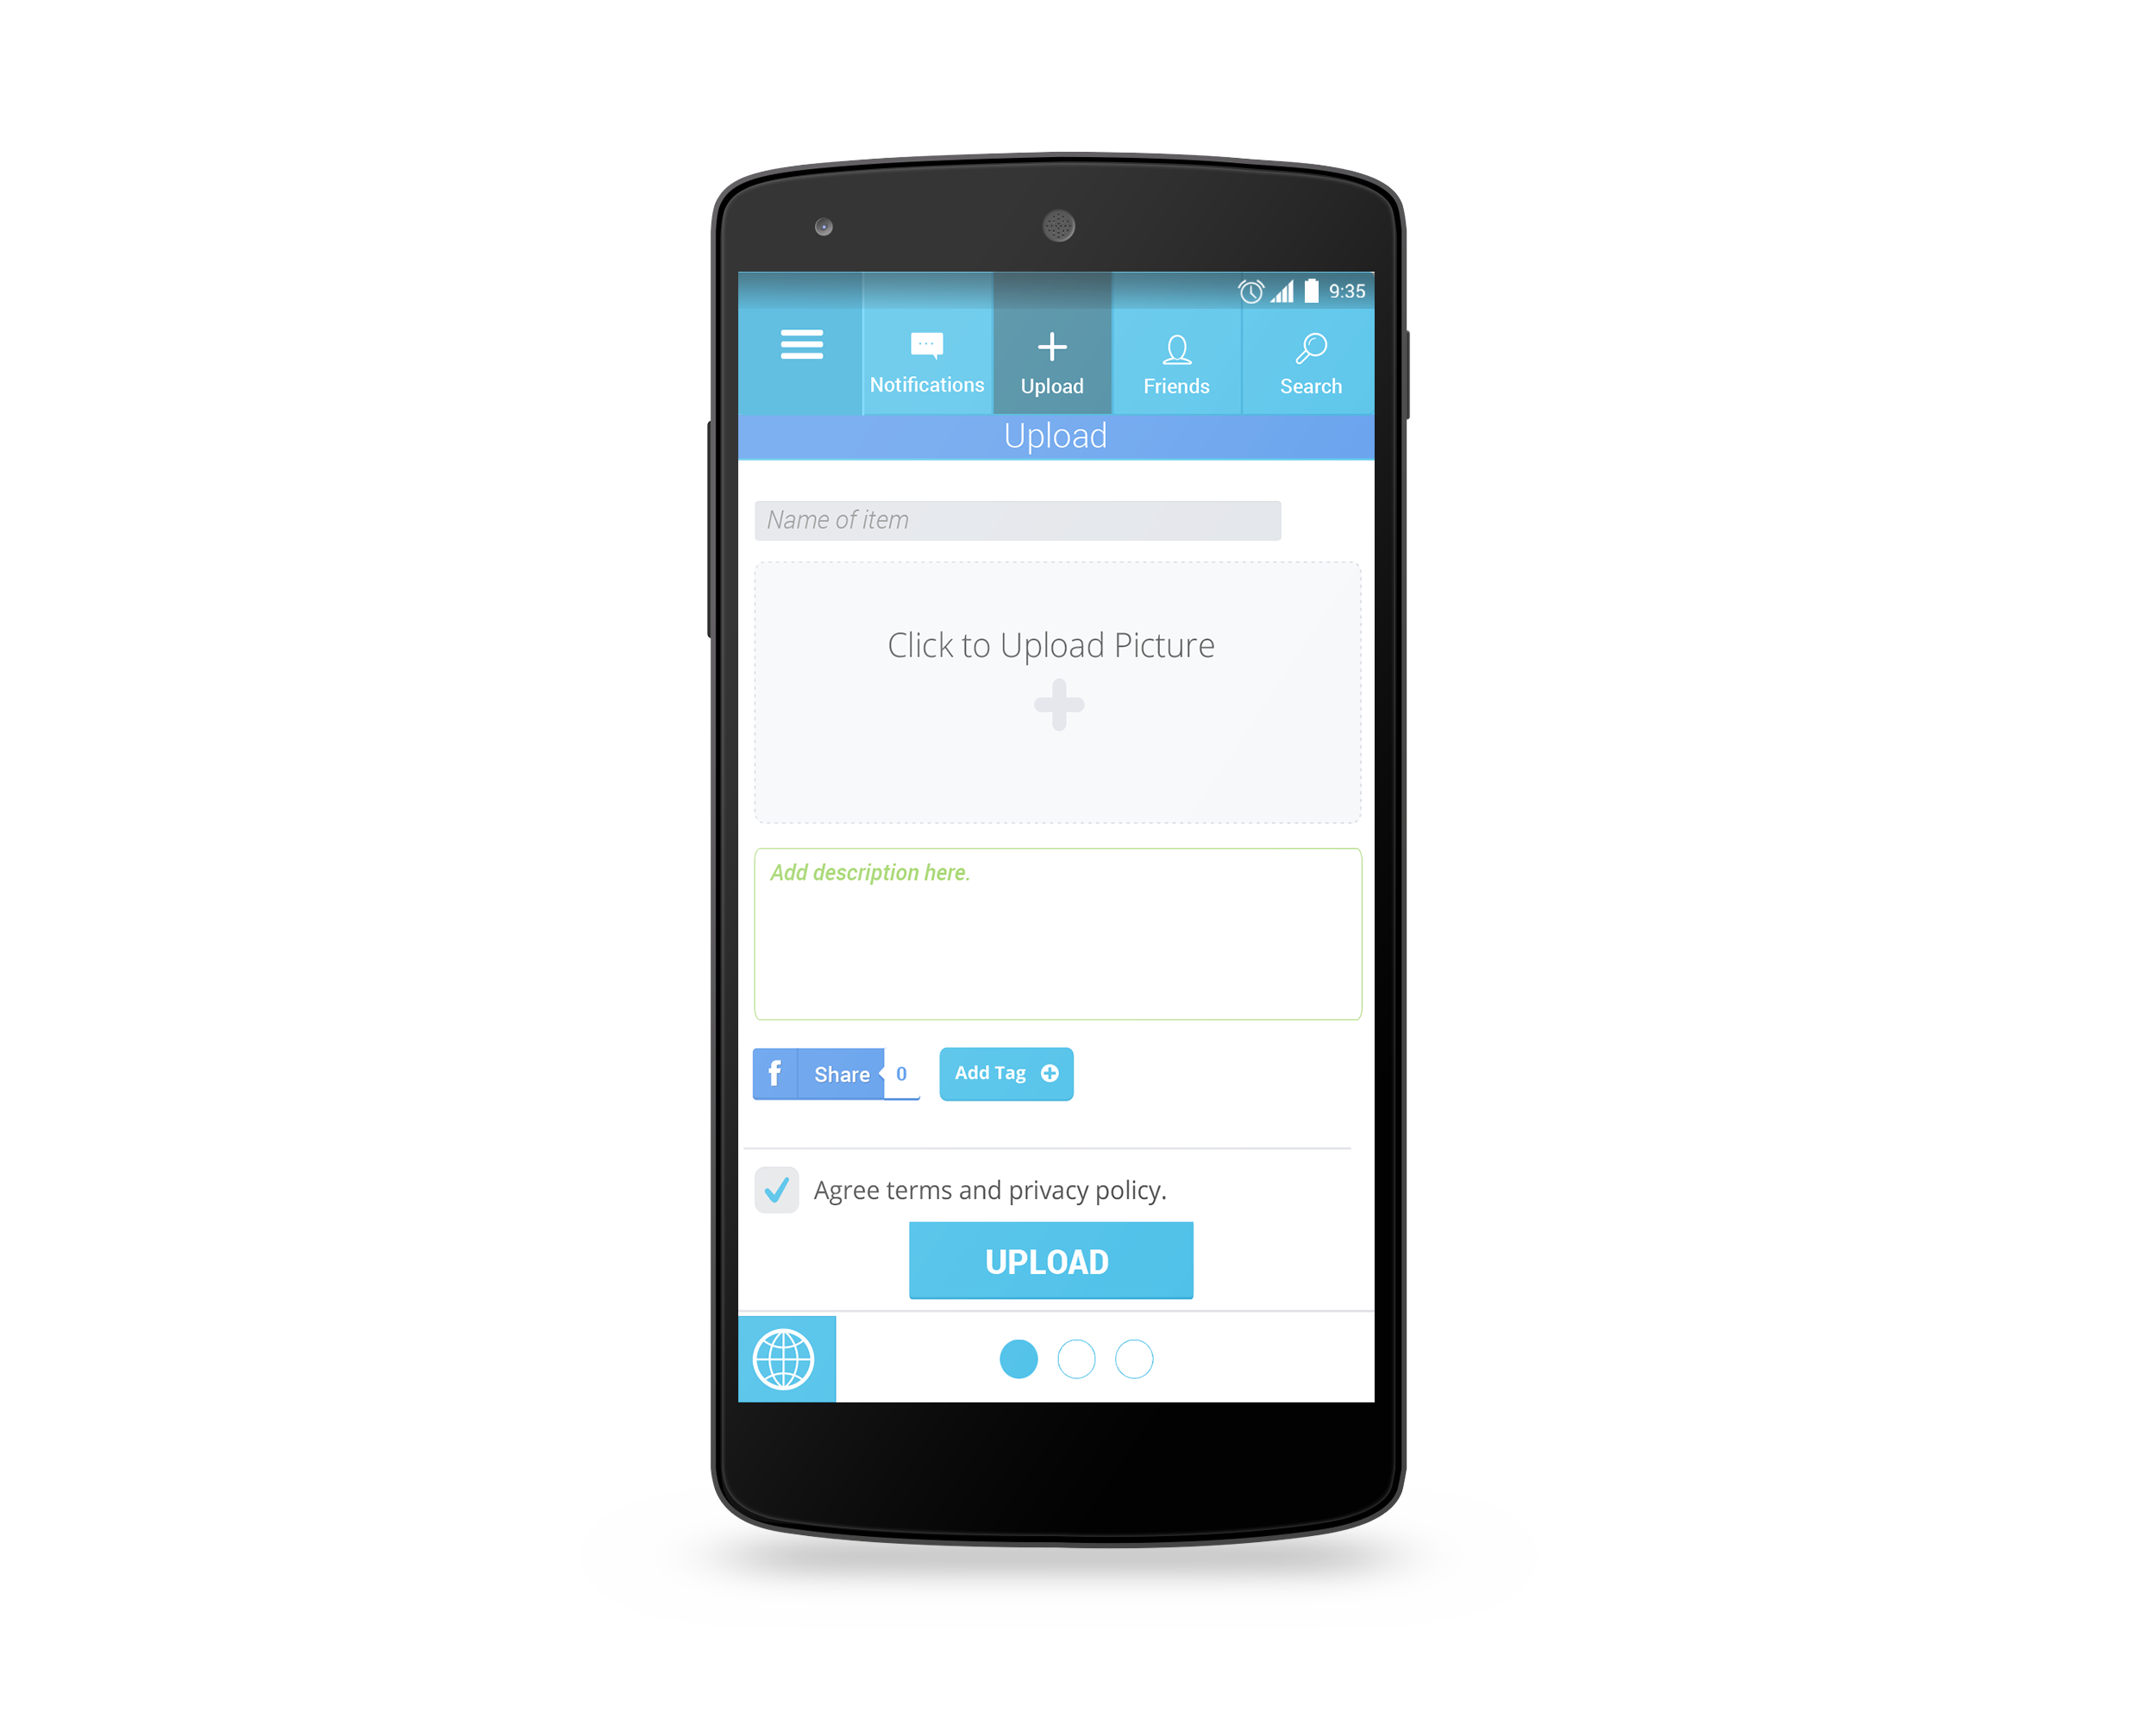 9:35
Notifications
Upload
Friends
Search
Upload
Name of item
Click to Upload Picture
Add description here.
f Share 0
Add Tag
Agree terms and privacy policy.
UPLOAD